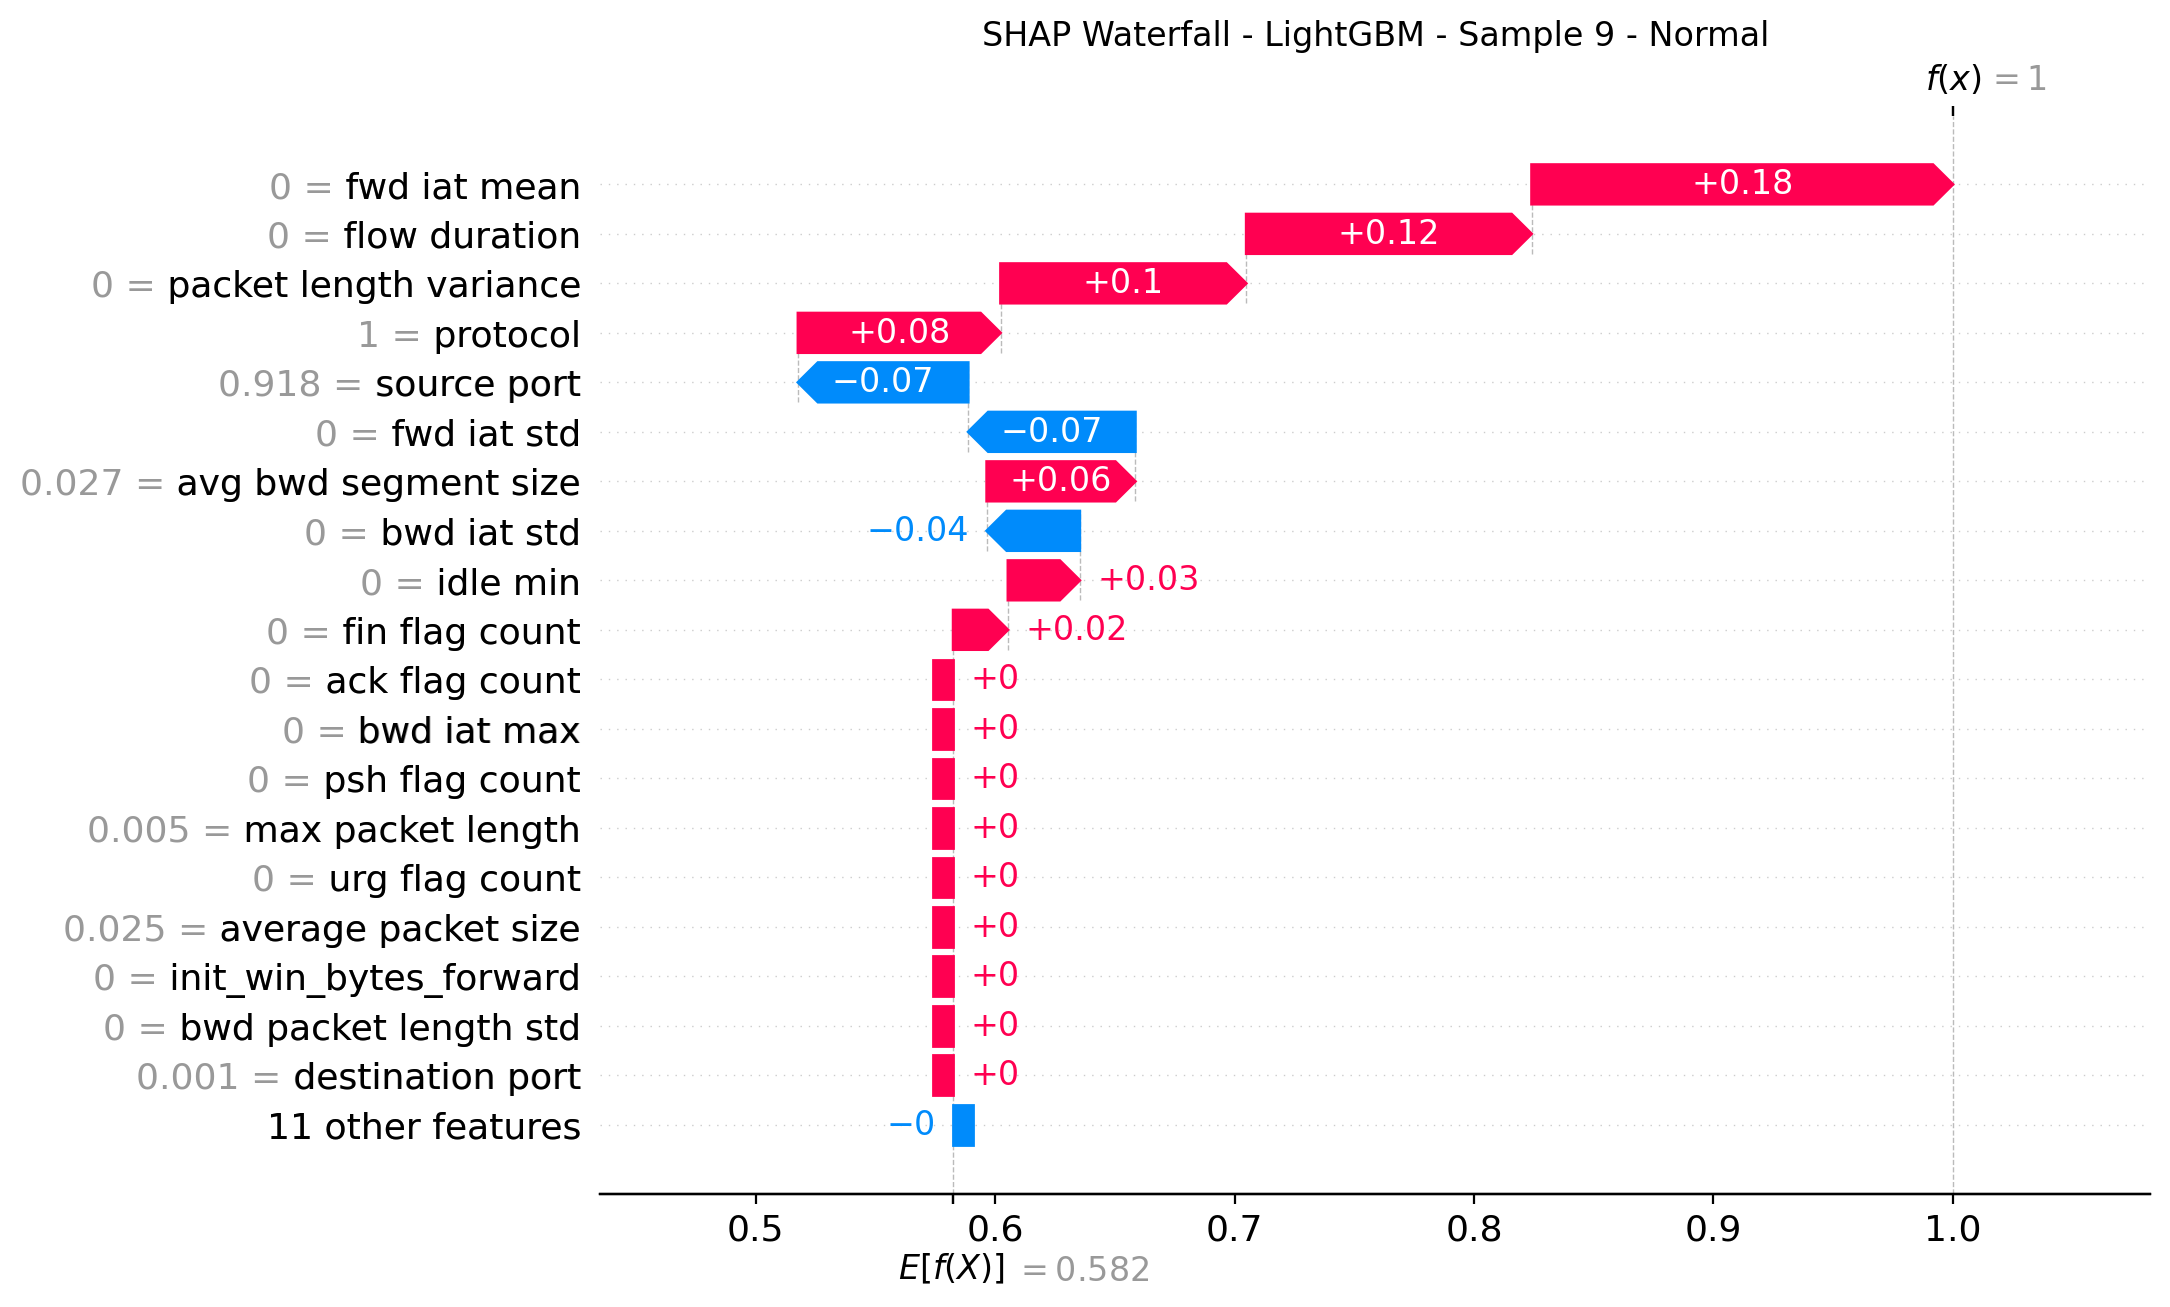 SHAP Waterfall - LightGBM - Sample 9 - Normal
f(x) = 1
0 = fwd iat mean +0.18
0 = flow duration +0.12
0 = packet length variance +0.1
1 = protocol +0.08
0.918 = source port −0.07
0 = fwd iat std −0.07
0.027 = avg bwd segment size +0.06
0 = bwd iat std −0.04
0 = idle min +0.03
0 = fin flag count +0.02
0 = ack flag count +0
0 = bwd iat max +0
0 = psh flag count +0
0.005 = max packet length +0
0 = urg flag count +0
0.025 = average packet size +0
0 = init_win_bytes_forward +0
0 = bwd packet length std +0
0.001 = destination port +0
11 other features −0
0.5 0.6 0.7 0.8 0.9 1.0
E[f(X)] = 0.582